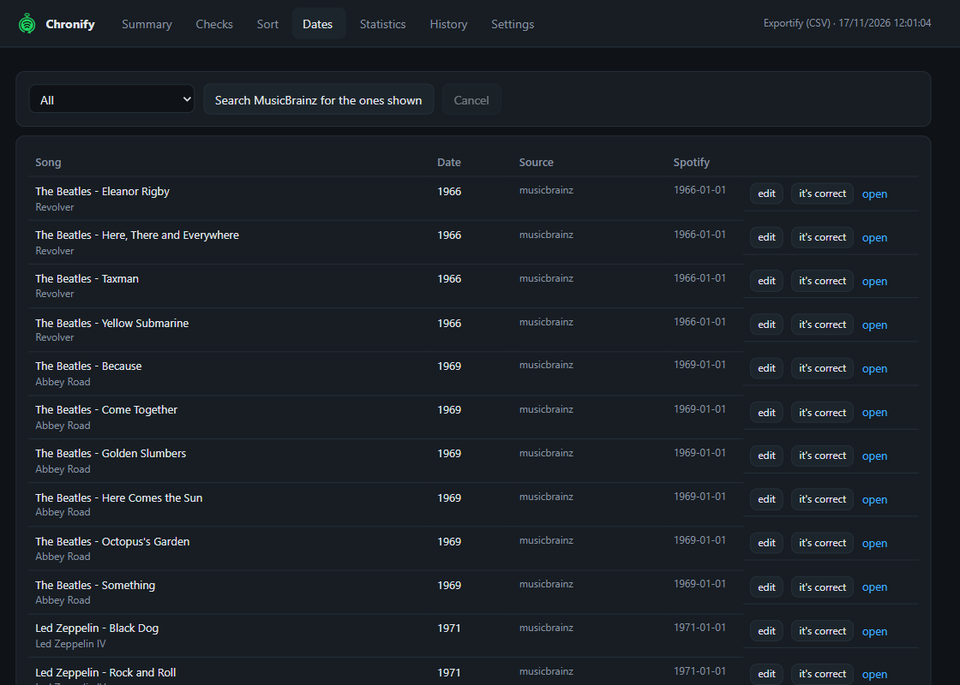 Chronify Summary Checks Sort Dates Statistics History Settings Exportify (CSV) · 17/11/2026 12:01:04
All Search MusicBrainz for the ones shown Cancel
Song Date Source Spotify
The Beatles - Eleanor Rigby 1966 musicbrainz 1966-01-01 edit it's correct open
Revolver
The Beatles - Here, There and Everywhere 1966 musicbrainz 1966-01-01 edit it's correct open
Revolver
The Beatles - Taxman 1966 musicbrainz 1966-01-01 edit it's correct open
Revolver
The Beatles - Yellow Submarine 1966 musicbrainz 1966-01-01 edit it's correct open
Revolver
The Beatles - Because 1969 musicbrainz 1969-01-01 edit it's correct open
Abbey Road
The Beatles - Come Together 1969 musicbrainz 1969-01-01 edit it's correct open
Abbey Road
The Beatles - Golden Slumbers 1969 musicbrainz 1969-01-01 edit it's correct open
Abbey Road
The Beatles - Here Comes the Sun 1969 musicbrainz 1969-01-01 edit it's correct open
Abbey Road
The Beatles - Octopus's Garden 1969 musicbrainz 1969-01-01 edit it's correct open
Abbey Road
The Beatles - Something 1969 musicbrainz 1969-01-01 edit it's correct open
Abbey Road
Led Zeppelin - Black Dog 1971 musicbrainz 1971-01-01 edit it's correct open
Led Zeppelin IV
Led Zeppelin - Rock and Roll 1971 musicbrainz 1971-01-01 edit it's correct open